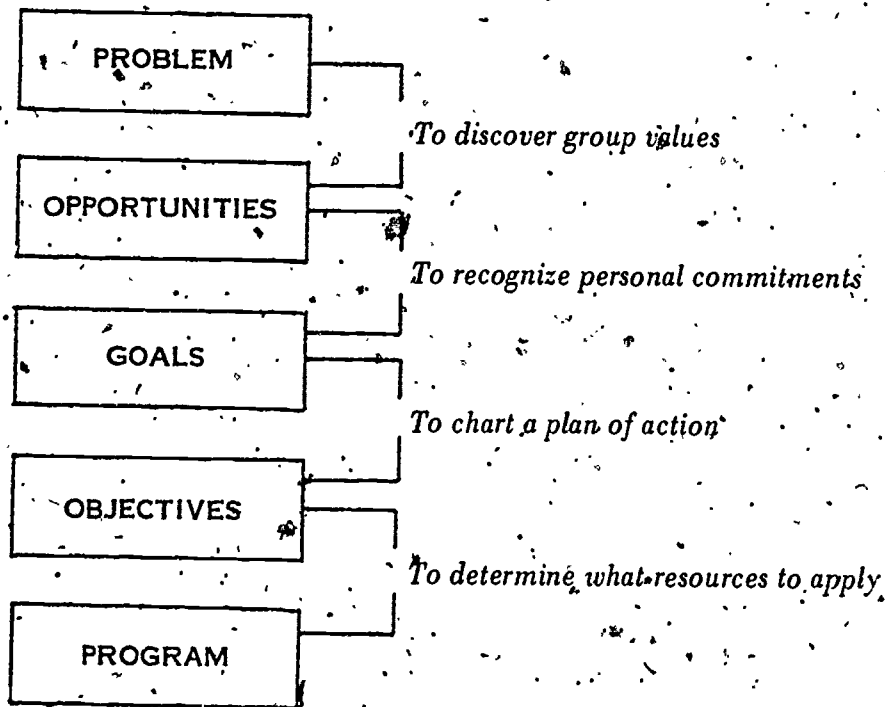 PROBLEM
To discover group values
OPPORTUNITIES
To recognize personal commitments
GOALS
To chart a plan of action
OBJECTIVES
To determine what resources to apply
PROGRAM